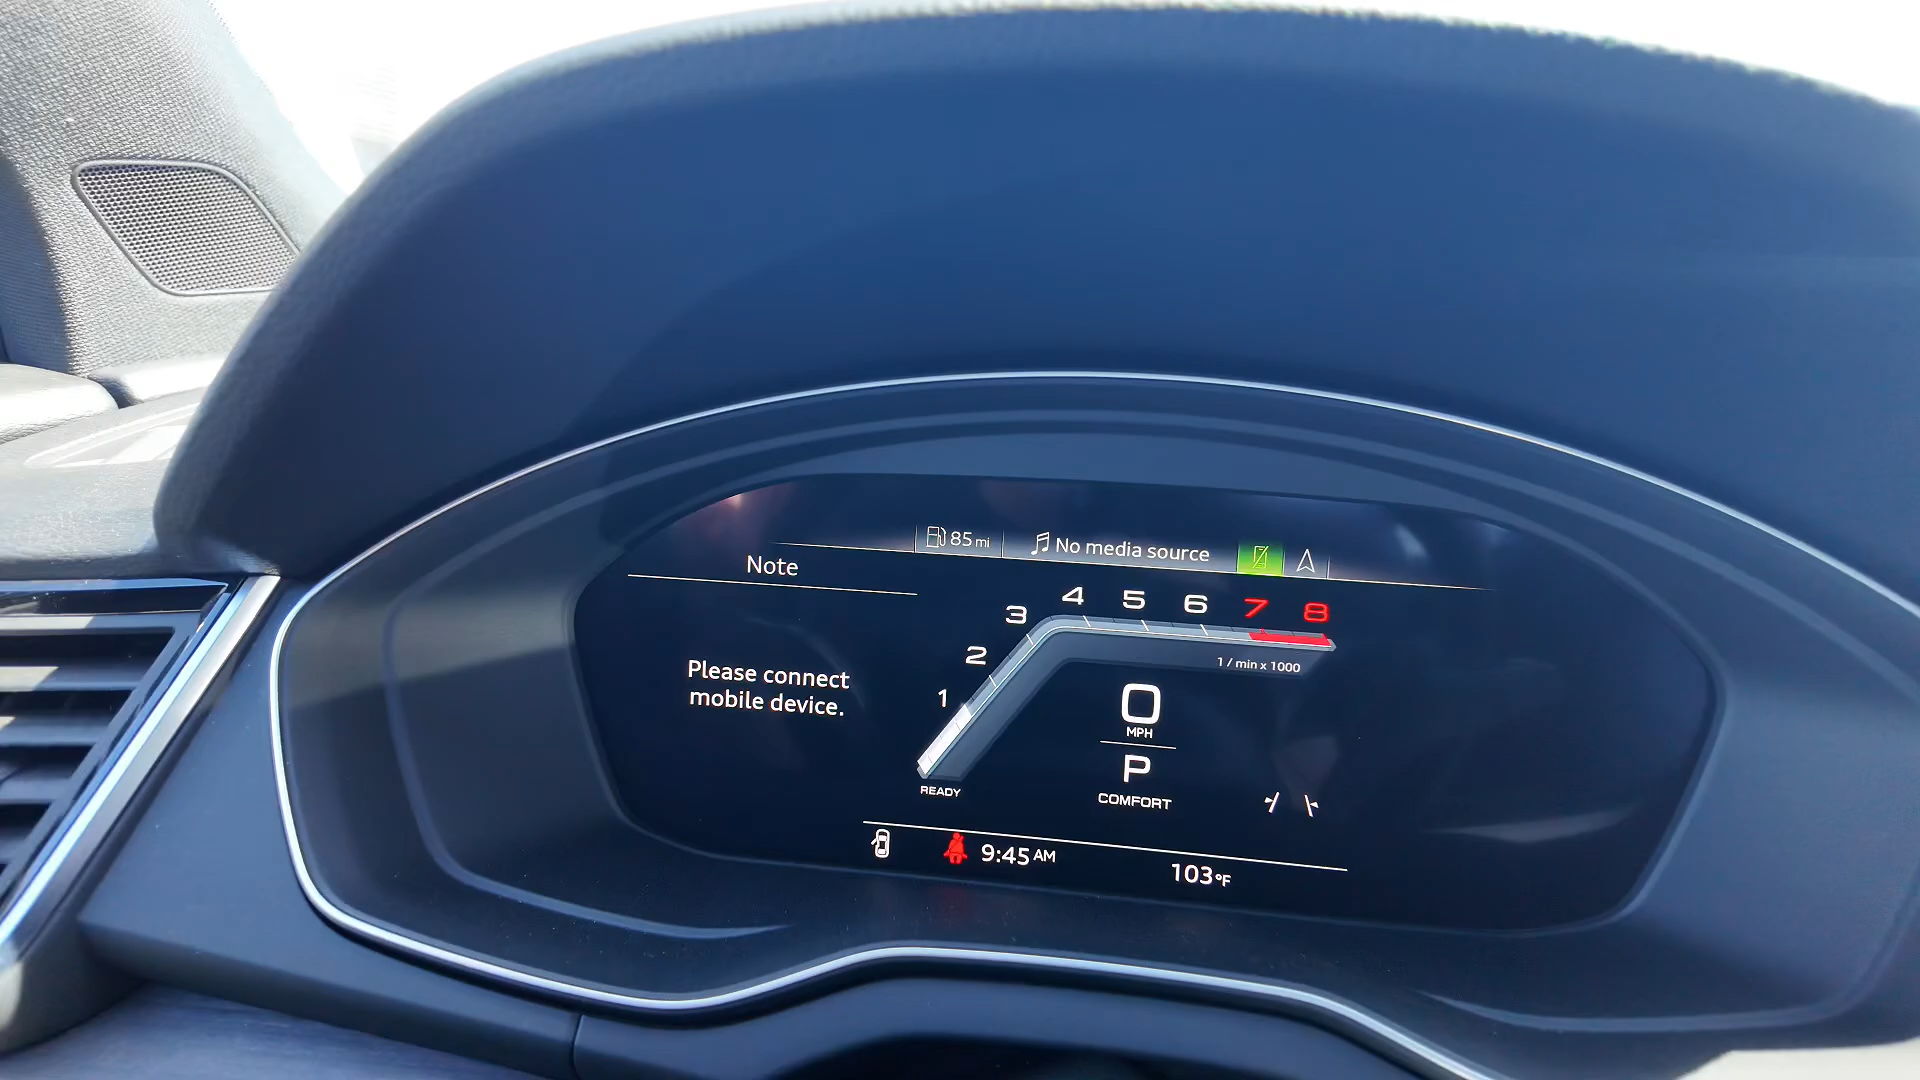 85 mi
No media source
Note
Please connect
mobile device.
1
2
3
4
5
6
7
8
1 / min x 1000
0
MPH
P
READY
COMFORT
9:45 AM
103°F